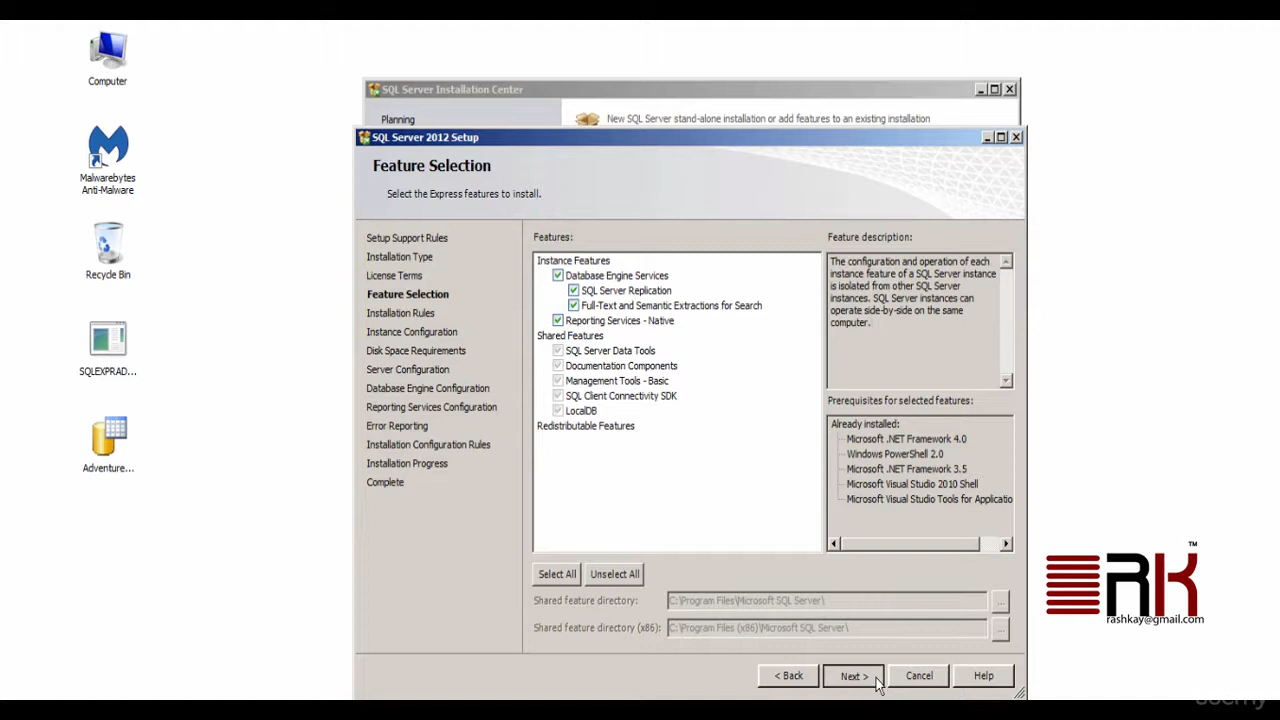 Computer
Malwarebytes
Anti-Malware
Recycle Bin
SQLEXPRAD...
Adventure...
SQL Server Installation Center
Planning
New SQL Server stand-alone installation or add features to an existing installation
SQL Server 2012 Setup
Feature Selection
Select the Express features to install.
Setup Support Rules
Installation Type
License Terms
Feature Selection
Installation Rules
Instance Configuration
Disk Space Requirements
Server Configuration
Database Engine Configuration
Reporting Services Configuration
Error Reporting
Installation Configuration Rules
Installation Progress
Complete
Features:
Instance Features
Database Engine Services
SQL Server Replication
Full-Text and Semantic Extractions for Search
Reporting Services - Native
Shared Features
SQL Server Data Tools
Documentation Components
Management Tools - Basic
SQL Client Connectivity SDK
LocalDB
Redistributable Features
Feature description:
The configuration and operation of each
instance feature of a SQL Server instance
is isolated from other SQL Server
instances. SQL Server instances can
operate side-by-side on the same
computer.
Prerequisites for selected features:
Already installed:
Microsoft .NET Framework 4.0
Windows PowerShell 2.0
Microsoft .NET Framework 3.5
Microsoft Visual Studio 2010 Shell
Microsoft Visual Studio Tools for Applicatio
Select All
Unselect All
Shared feature directory:
C:\Program Files\Microsoft SQL Server\
...
Shared feature directory (x86):
C:\Program Files (x86)\Microsoft SQL Server\
...
< Back
Next >
Cancel
Help
RK™
rashkay@gmail.com